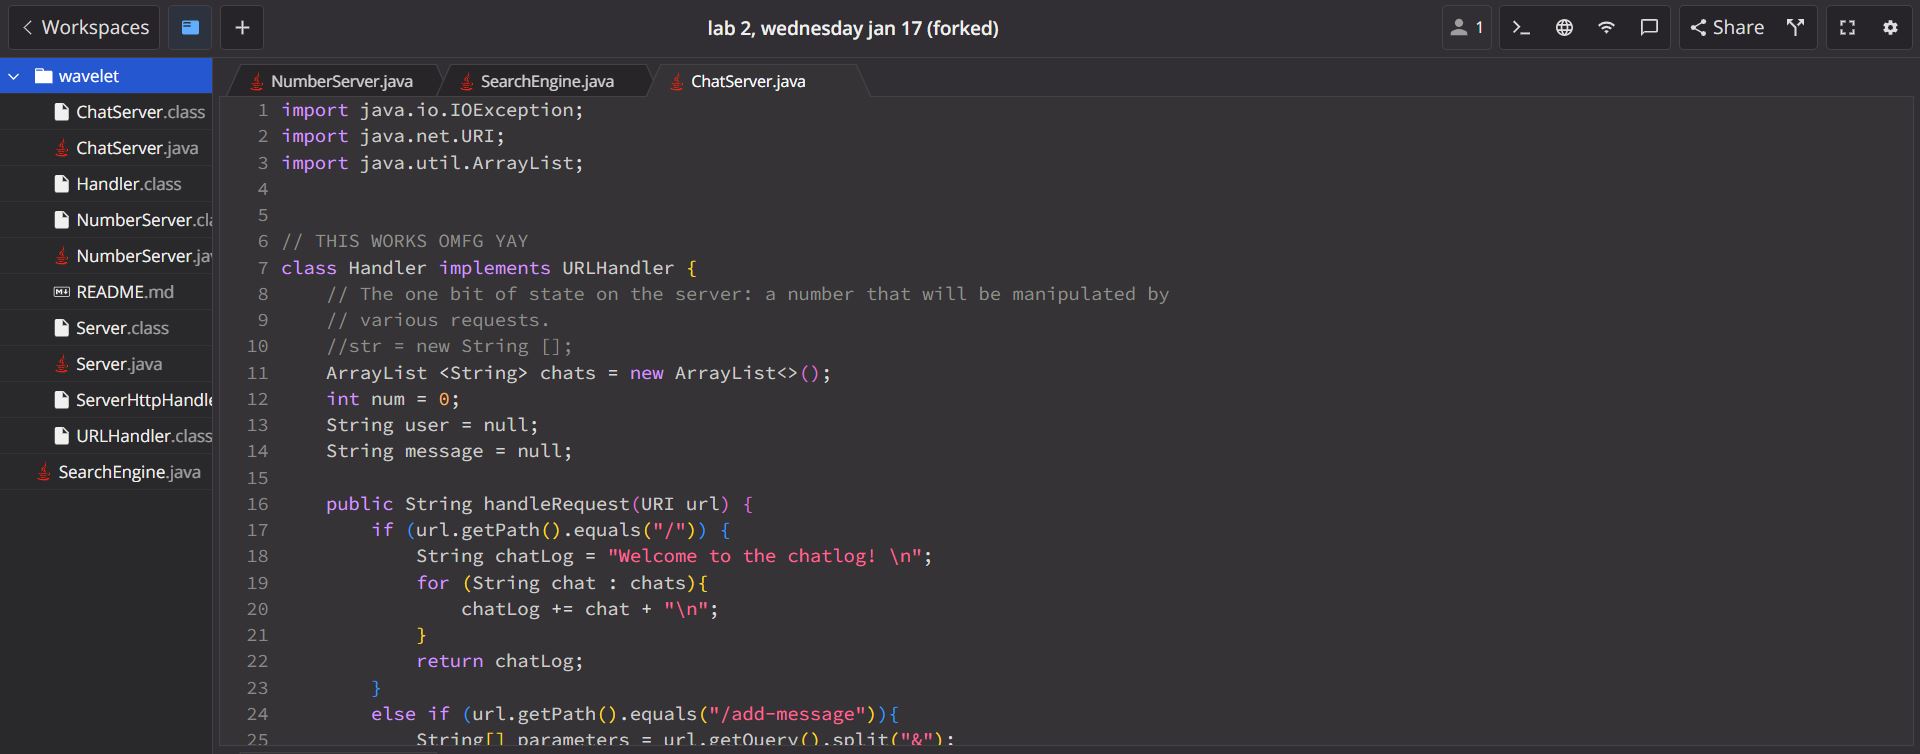 Workspaces
lab 2, wednesday jan 17 (forked)
1
Share
wavelet
ChatServer.class
ChatServer.java
Handler.class
NumberServer.cla
NumberServer.jav
README.md
Server.class
Server.java
ServerHttpHandle
URLHandler.class
SearchEngine.java
NumberServer.java
SearchEngine.java
ChatServer.java
1 import java.io.IOException;
2 import java.net.URI;
3 import java.util.ArrayList;
4
5
6 // THIS WORKS OMFG YAY
7 class Handler implements URLHandler {
8     // The one bit of state on the server: a number that will be manipulated by
9     // various requests.
10     //str = new String [];
11     ArrayList <String> chats = new ArrayList<>();
12     int num = 0;
13     String user = null;
14     String message = null;
15
16     public String handleRequest(URI url) {
17         if (url.getPath().equals("/")) {
18             String chatLog = "Welcome to the chatlog! \n";
19             for (String chat : chats){
20                 chatLog += chat + "\n";
21             }
22             return chatLog;
23         }
24         else if (url.getPath().equals("/add-message")){
25             String[] parameters = url.getQuery().split("&");